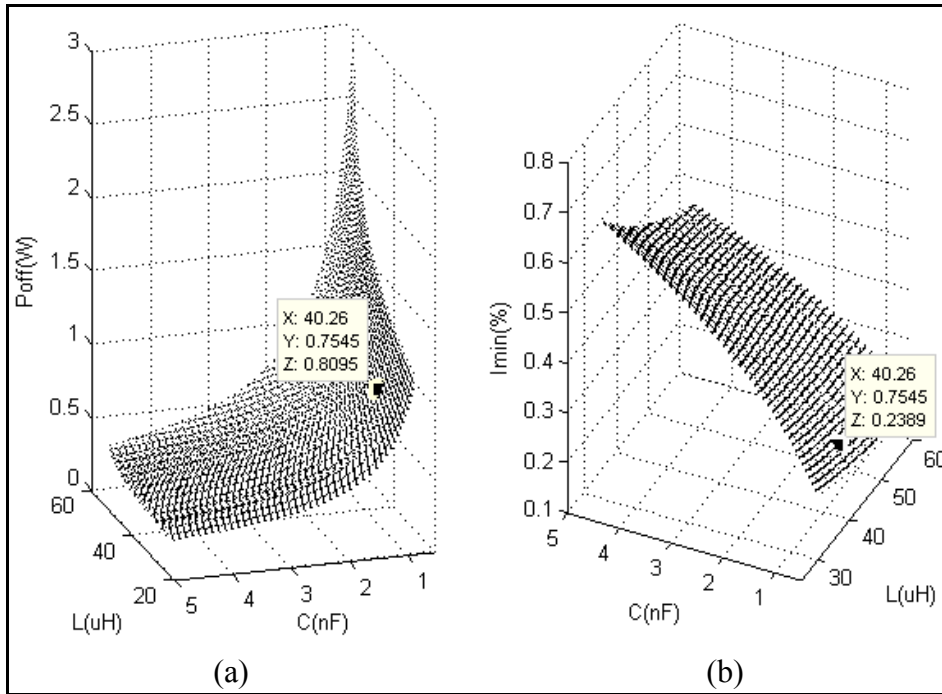 3
2.5
2
1.5
1
0.5
0
Poff(W)
X: 40.26
Y: 0.7545
Z: 0.8095
60
40
20
L(uH)
5
4
3
2
1
C(nF)
(a)
0.8
0.7
0.6
0.5
0.4
0.3
0.2
0.1
Imin(%)
X: 40.26
Y: 0.7545
Z: 0.2389
5
4
3
2
1
C(nF)
60
50
40
30
L(uH)
(b)